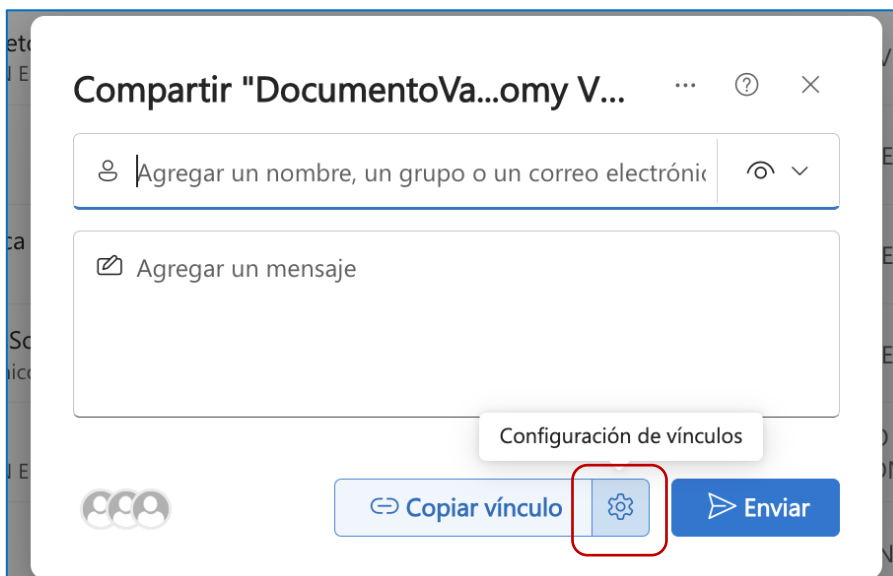 Compartir "DocumentoVa...omy V...
Agregar un nombre, un grupo o un correo electrónic
Agregar un mensaje
Configuración de vínculos
Copiar vínculo
Enviar